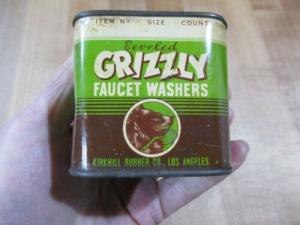 ITEM No SIZE COUNT
Beveled
GRIZZLY
FAUCET WASHERS
KIRKHILL RUBBER CO., LOS ANGELES